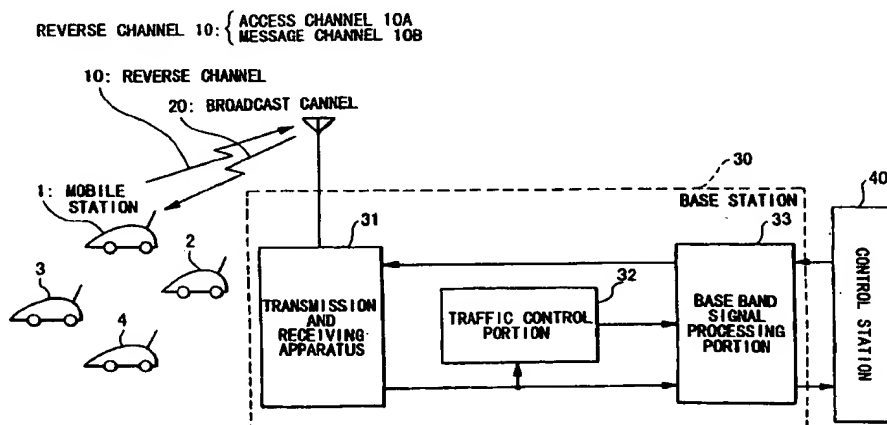 REVERSE CHANNEL 10: { ACCESS CHANNEL 10A
MESSAGE CHANNEL 10B
10: REVERSE CHANNEL
20: BROADCAST CANNEL
1: MOBILE
STATION
2
3
4
30
BASE STATION
31
TRANSMISSION
AND
RECEIVING
APPARATUS
32
TRAFFIC CONTROL
PORTION
33
BASE BAND
SIGNAL
PROCESSING
PORTION
40
CONTROL STATION